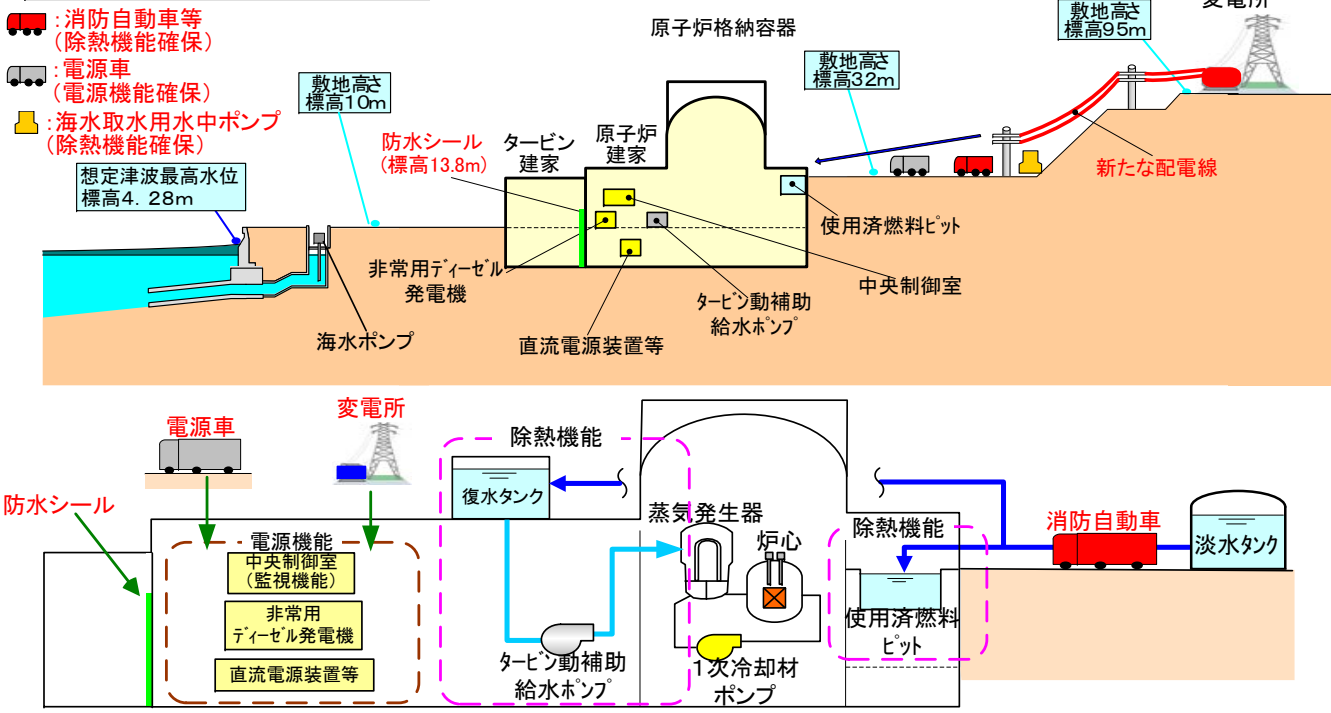 :消防自動車等
(除熱機能確保)
:電源車
(電源機能確保)
:海水取水用水中ポンプ
(除熱機能確保)
想定津波最高水位
標高4. 28m
敷地高さ
標高10m
防水シール
(標高13.8m)
タービン
建家
原子炉
建家
原子炉格納容器
敷地高さ
標高32m
敷地高さ
標高95m
変電所
新たな配電線
使用済燃料ピット
中央制御室
非常用ディーゼル
発電機
タービン動補助
給水ポンプ
海水ポンプ
直流電源装置等
電源車
変電所
防水シール
電源機能
中央制御室
(監視機能)
非常用
ディーゼル発電機
直流電源装置等
除熱機能
復水タンク
タービン動補助
給水ポンプ
蒸気発生器
炉心
1次冷却材
ポンプ
除熱機能
使用済燃料
ピット
消防自動車
淡水タンク